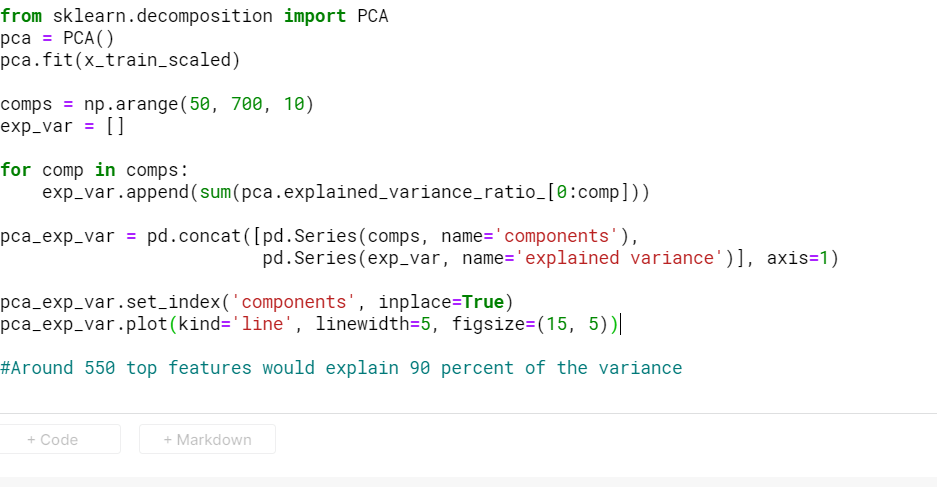 from sklearn.decomposition import PCA
pca = PCA()
pca.fit(x_train_scaled)
comps = np.arange(50, 700, 10)
exp_var = []
for comp in comps:
    exp_var.append(sum(pca.explained_variance_ratio_[0:comp]))
pca_exp_var = pd.concat([pd.Series(comps, name='components'),
                         pd.Series(exp_var, name='explained variance')], axis=1)
pca_exp_var.set_index('components', inplace=True)
pca_exp_var.plot(kind='line', linewidth=5, figsize=(15, 5))
#Around 550 top features would explain 90 percent of the variance
+ Code + Markdown